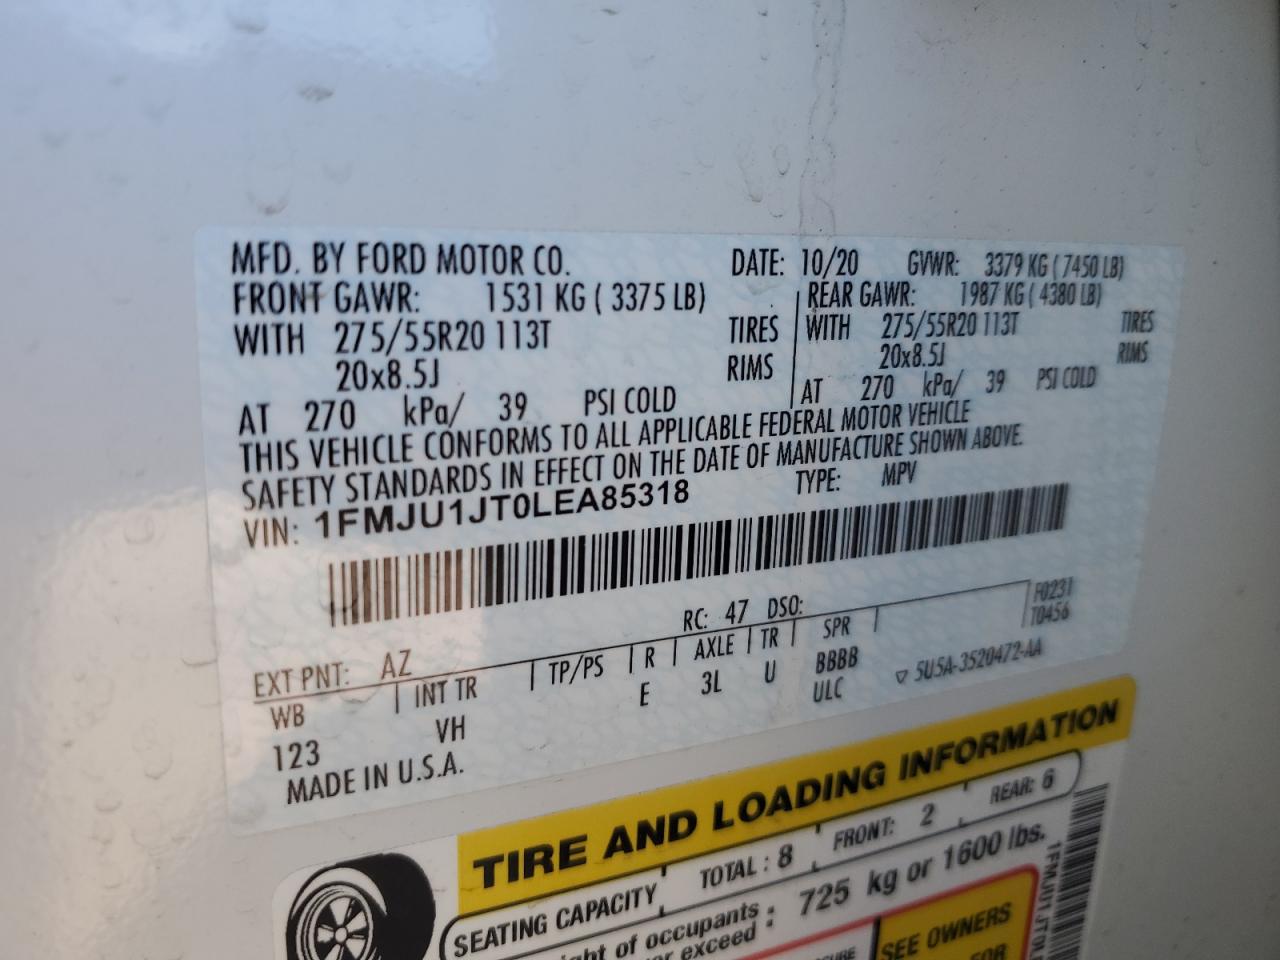 MFD. BY FORD MOTOR CO. DATE: 10/20 GVWR: 3379 KG ( 7450 LB)
FRONT GAWR: 1531 KG ( 3375 LB) REAR GAWR: 1987 KG ( 4380 LB)
WITH 275/55R20 113T TIRES WITH 275/55R20 113T TIRES
20x8.5J RIMS 20x8.5J RIMS
AT 270 kPa/ 39 PSI COLD AT 270 kPa/ 39 PSI COLD
THIS VEHICLE CONFORMS TO ALL APPLICABLE FEDERAL MOTOR VEHICLE
SAFETY STANDARDS IN EFFECT ON THE DATE OF MANUFACTURE SHOWN ABOVE.
VIN: 1FMJU1JT0LEA85318 TYPE: MPV
F0231
T0456
EXT PNT: AZ RC: 47 DSO:
WB INT TR TP/PS R AXLE TR SPR
123 VH E 3L U BBBB
ULC
5U5A-3520472-AA
MADE IN U.S.A.
TIRE AND LOADING INFORMATION
SEATING CAPACITY TOTAL : 8 FRONT: 2 REAR: 6
of occupants : 725 kg or 1600 lbs.
exceed :
SEE OWNERS
FOR